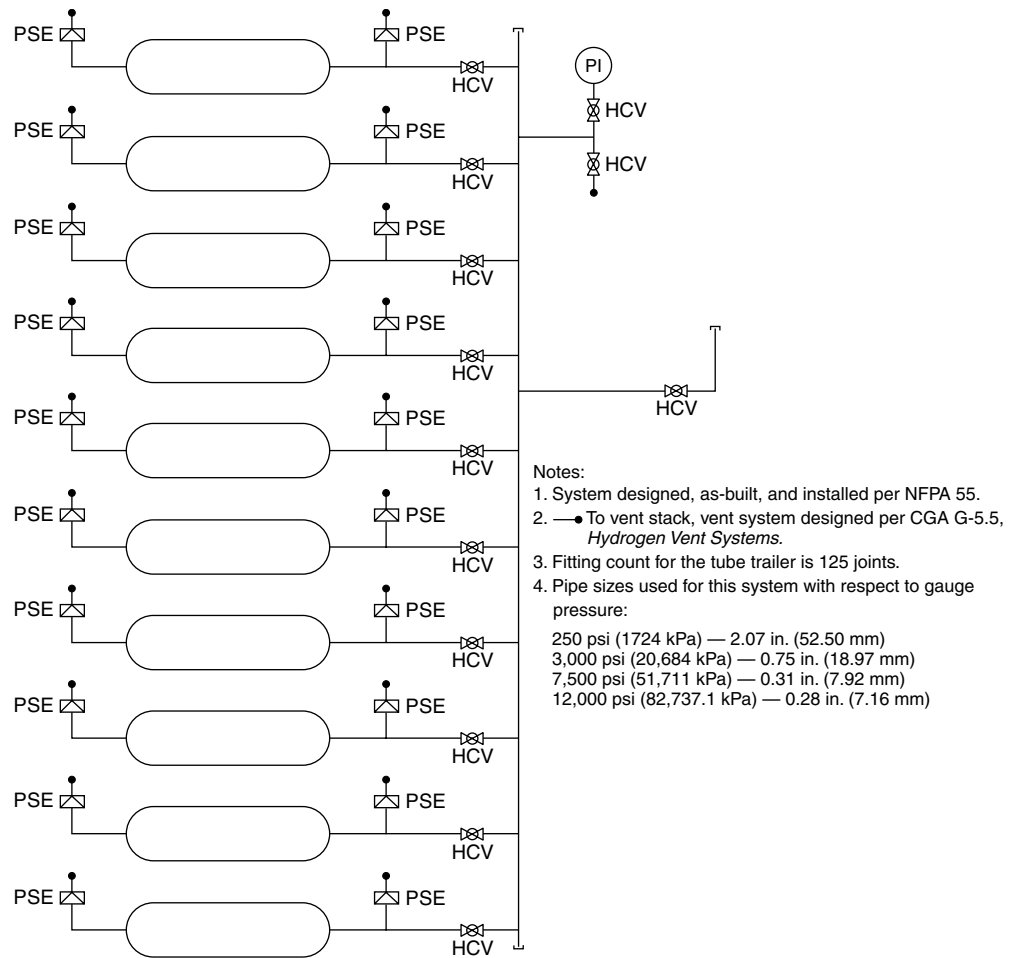 PSE PSE
HCV
PI
HCV
PSE PSE
HCV
HCV
PSE PSE
HCV
PSE PSE
HCV
PSE PSE
HCV
HCV
Notes:
1. System designed, as-built, and installed per NFPA 55.
2. To vent stack, vent system designed per CGA G-5.5,
Hydrogen Vent Systems.
3. Fitting count for the tube trailer is 125 joints.
4. Pipe sizes used for this system with respect to gauge
pressure:
250 psi (1724 kPa) — 2.07 in. (52.50 mm)
3,000 psi (20,684 kPa) — 0.75 in. (18.97 mm)
7,500 psi (51,711 kPa) — 0.31 in. (7.92 mm)
12,000 psi (82,737.1 kPa) — 0.28 in. (7.16 mm)
PSE PSE
HCV
PSE PSE
HCV
PSE PSE
HCV
PSE PSE
HCV
PSE PSE
HCV